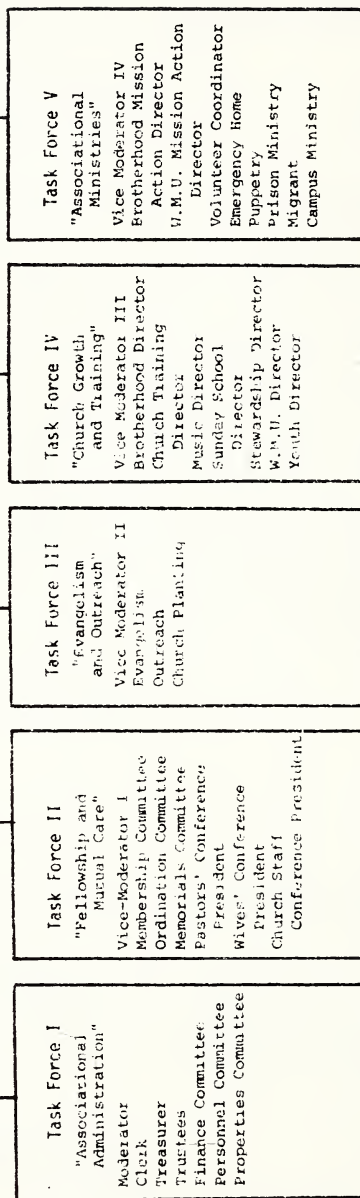 Task Force I
"Associational
Administration"
Moderator
Clerk
Treasurer
Trustees
Finance Committee
Personnel Committee
Properties Committee
Task Force II
"Fellowship and
Mutual Care"
Vice-Moderator I
Membership Committee
Ordination Committee
Memorials Committee
Pastors' Conference
President
Wives' Conference
President
Church Staff
Conference President
Task Force III
"Evangelism
and Outreach"
Vice Moderator II
Evangelism
Outreach
Church Planting
Task Force IV
"Church Growth
and Training"
Vice Moderator III
Brotherhood Director
Church Training
Director
Music Director
Sunday School
Director
Stewardship Director
W.M.U. Director
Youth Director
Task Force V
"Associational
Ministries"
Vice Moderator IV
Brotherhood Mission
Action Director
W.M.U. Mission Action
Director
Volunteer Coordinator
Emergency Home
Puppetry
Prison Ministry
Migrant
Campus Ministry